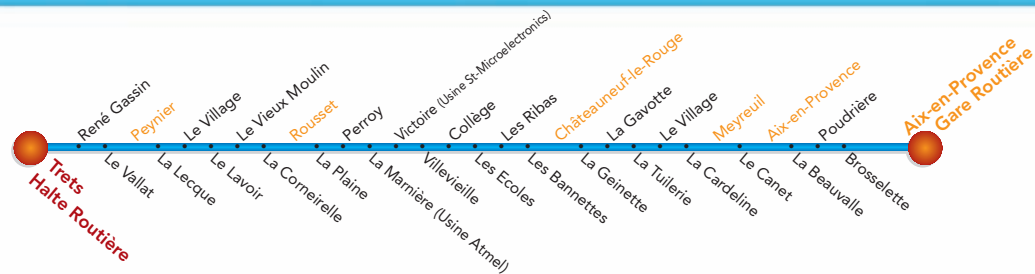 Trets
Halte Routière
René Gassin
Le Vallat
Peynier
La Lecque
Le Village
Le Lavoir
Le Vieux Moulin
La Corneirelle
Rousset
La Plaine
Perroy
La Marnière (Usine Atmel)
Victoire (Usine St-Microelectronics)
Villevieille
Collège
Les Ecoles
Les Ribas
Les Bannettes
Châteauneuf-le-Rouge
La Geinette
La Gavotte
La Tuilerie
Le Village
La Cardeline
Meyreuil
Le Canet
Aix-en-Provence
La Beauvalle
Poudrière
Brosselette
Aix-en-Provence
Gare Routière